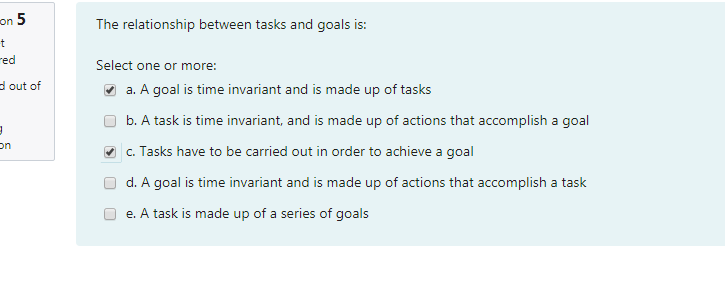 on 5
t
red
d out of
on
The relationship between tasks and goals is:
Select one or more:
a. A goal is time invariant and is made up of tasks
b. A task is time invariant, and is made up of actions that accomplish a goal
c. Tasks have to be carried out in order to achieve a goal
d. A goal is time invariant and is made up of actions that accomplish a task
e. A task is made up of a series of goals